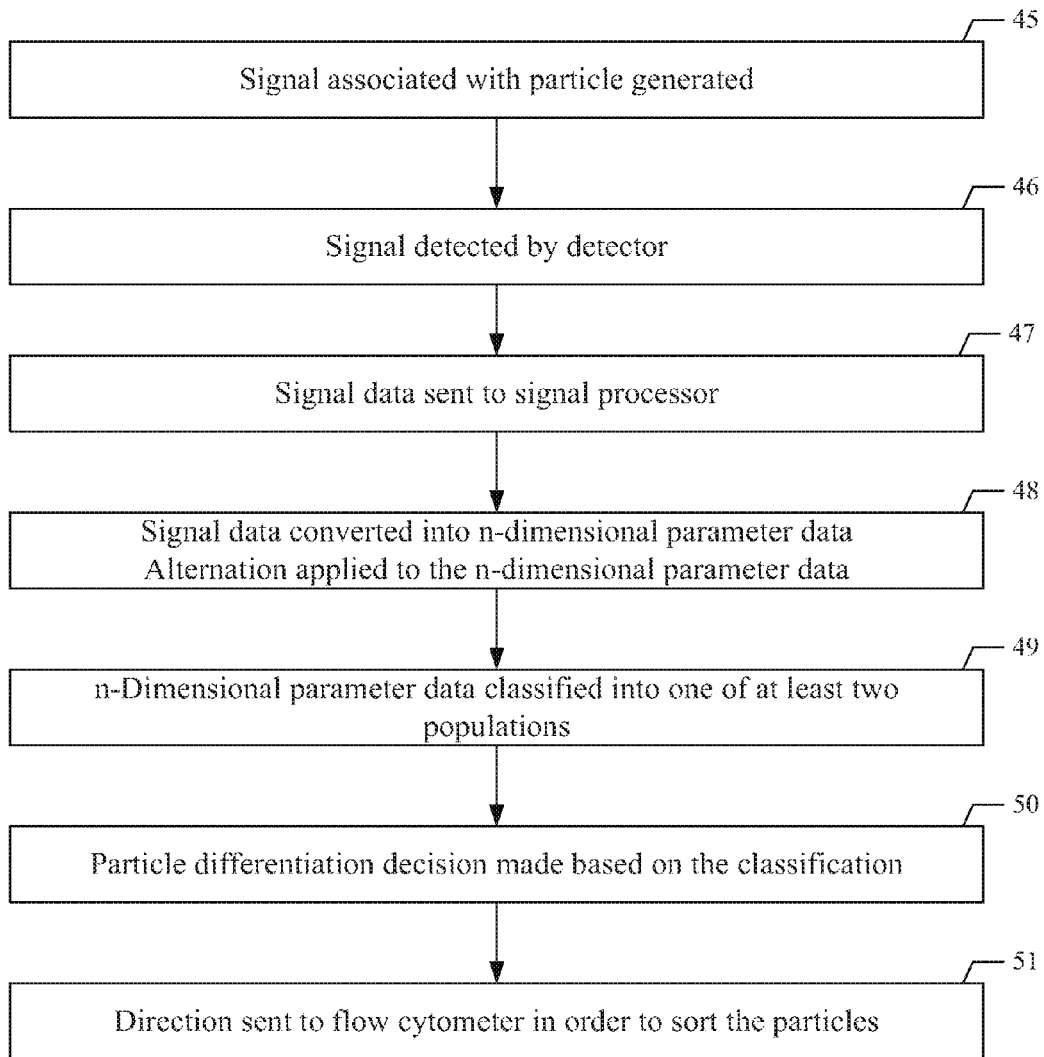 45
Signal associated with particle generated
46
Signal detected by detector
47
Signal data sent to signal processor
48
Signal data converted into n-dimensional parameter data
Alternation applied to the n-dimensional parameter data
49
n-Dimensional parameter data classified into one of at least two
populations
50
Particle differentiation decision made based on the classification
51
Direction sent to flow cytometer in order to sort the particles